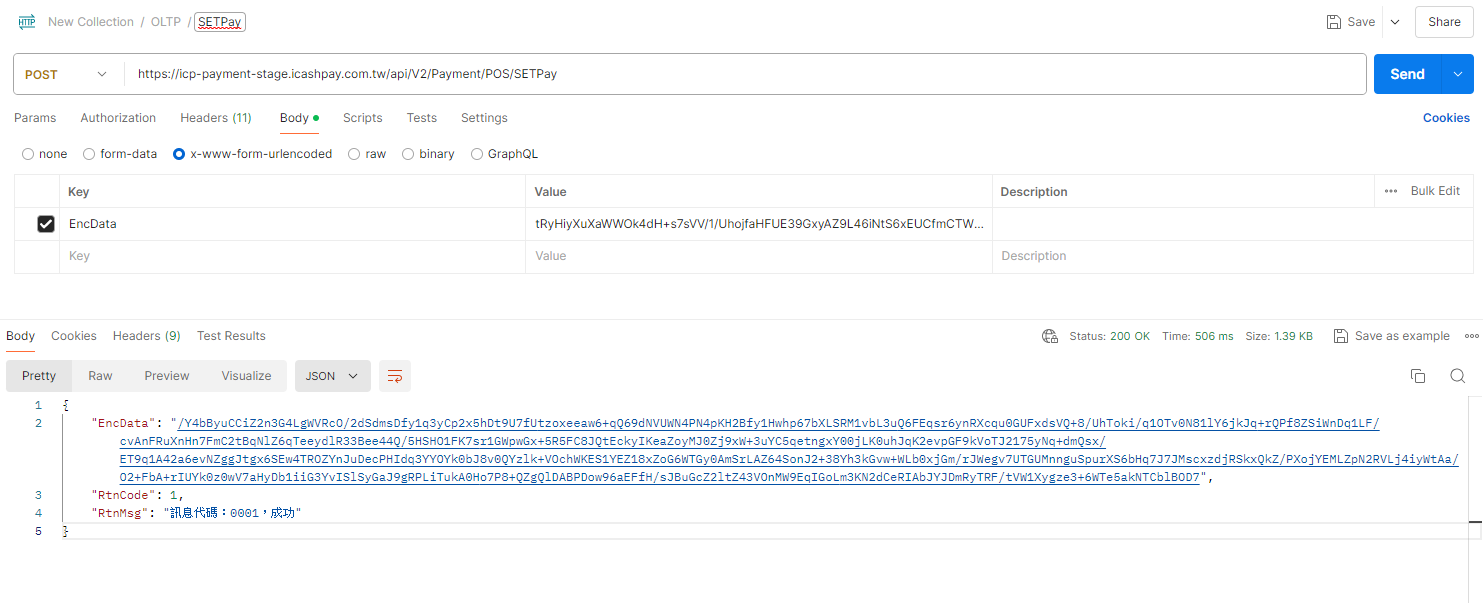 HTTP New Collection / OLTP / SETPay Save Share
POST https://icp-payment-stage.icashpay.com.tw/api/V2/Payment/POS/SETPay Send
Params Authorization Headers (11) Body Scripts Tests Settings Cookies
none form-data x-www-form-urlencoded raw binary GraphQL
Key Value Description Bulk Edit
EncData tRyHiyXuXaWWOk4dH+s7sVV/1/UhojfaHFUE39GxyAZ9L46iNtS6xEUCfmCTW...
Key Value Description
Body Cookies Headers (9) Test Results Status: 200 OK Time: 506 ms Size: 1.39 KB Save as example
Pretty Raw Preview Visualize JSON
1 {
2 "EncData": "/Y4bByuCCiZ2n3G4LgWVRcO/2dSdmsDfy1q3yCp2x5hDt9U7fUtzoxeeaw6+qQ69dNVUWN4PN4pKH2Bfy1Hwhp67bXLSRM1vbL3uQ6FEqsr6ynRXcqu0GUFxdsVQ+8/UhToki/q1OTv0N81lY6jkJq+rQPf8ZSiWnDq1LF/
cvAnFRuXnHn7FmC2tBqNlZ6qTeeydlR33Bee44Q/5HSHO1FK7sr1GWpwGx+5R5FC8JQtEckyIKeaZoyMJ0Zj9xW+3uYC5qetngxY00jLK0uhJqK2evpGF9kVoTJ2175yNq+dmQsx/
ET9q1A42a6evNZggJtgx6SEw4TROZYnJuDecPHIdq3YYOYk0bJ8v0QYzlk+VOchWKES1YEZ18xZoG6WTGy0AmSrLAZ64SonJ2+38Yh3kGvw+WLb0xjGm/rJWegv7UTGUMnnguSpurXS6bHq7J7JMscxzdjRSkxQkZ/PXojYEMLZpN2RVLj4iyWtAa/
O2+FbA+rIUYk0z0wV7aHyDb1iiG3YvISlSyGaJ9gRPLiTukA0Ho7P8+QZgQlDABPDow96aEFfH/sJBuGcZ2ltZ43VOnMW9EqIGoLm3KN2dCeRIAbJYJDmRyTRF/tVW1Xygze3+6WTe5akNTCblBOD7",
3 "RtnCode": 1,
4 "RtnMsg": "訊息代碼：0001，成功"
5 }